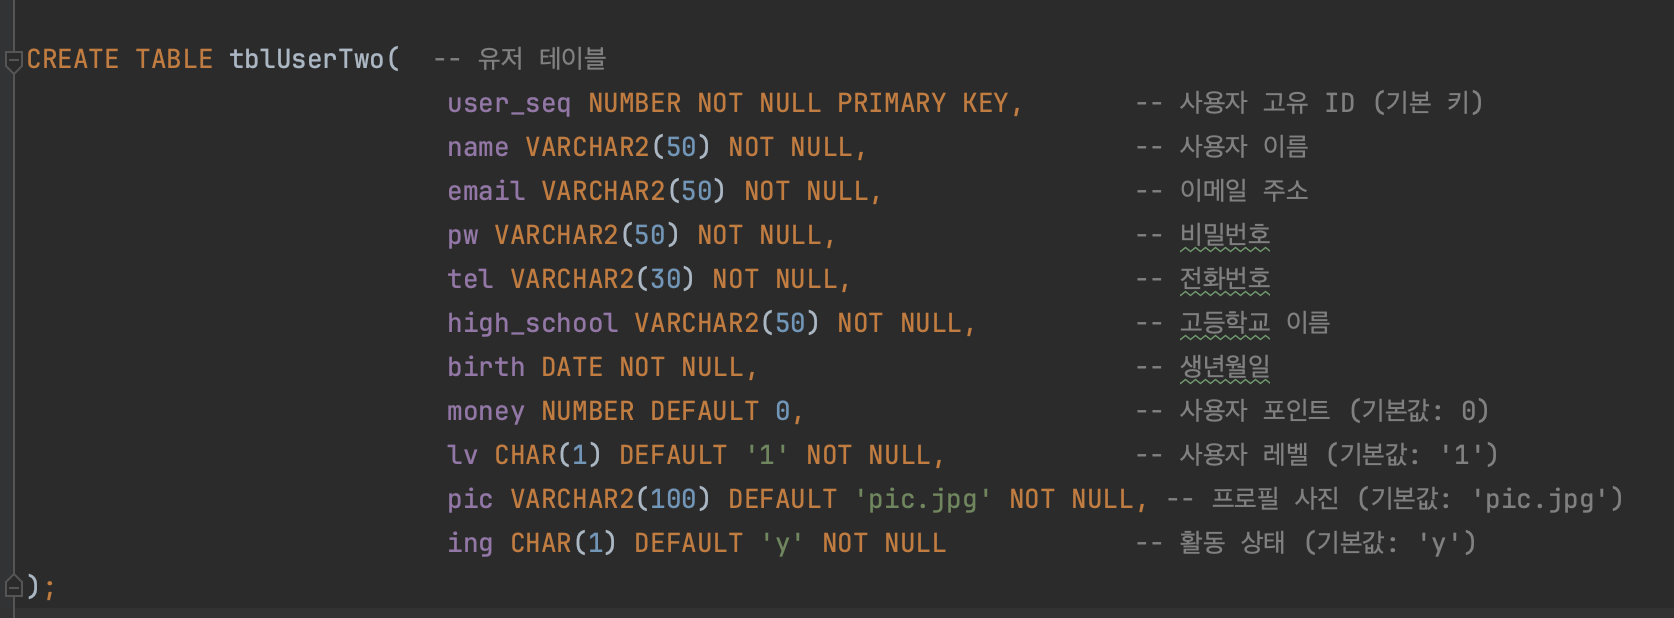 CREATE TABLE tblUserTwo(  -- 유저 테이블
user_seq NUMBER NOT NULL PRIMARY KEY,  -- 사용자 고유 ID (기본 키)
name VARCHAR2(50) NOT NULL,  -- 사용자 이름
email VARCHAR2(50) NOT NULL,  -- 이메일 주소
pw VARCHAR2(50) NOT NULL,  -- 비밀번호
tel VARCHAR2(30) NOT NULL,  -- 전화번호
high_school VARCHAR2(50) NOT NULL,  -- 고등학교 이름
birth DATE NOT NULL,  -- 생년월일
money NUMBER DEFAULT 0,  -- 사용자 포인트 (기본값: 0)
lv CHAR(1) DEFAULT '1' NOT NULL,  -- 사용자 레벨 (기본값: '1')
pic VARCHAR2(100) DEFAULT 'pic.jpg' NOT NULL, -- 프로필 사진 (기본값: 'pic.jpg')
ing CHAR(1) DEFAULT 'y' NOT NULL  -- 활동 상태 (기본값: 'y')
);